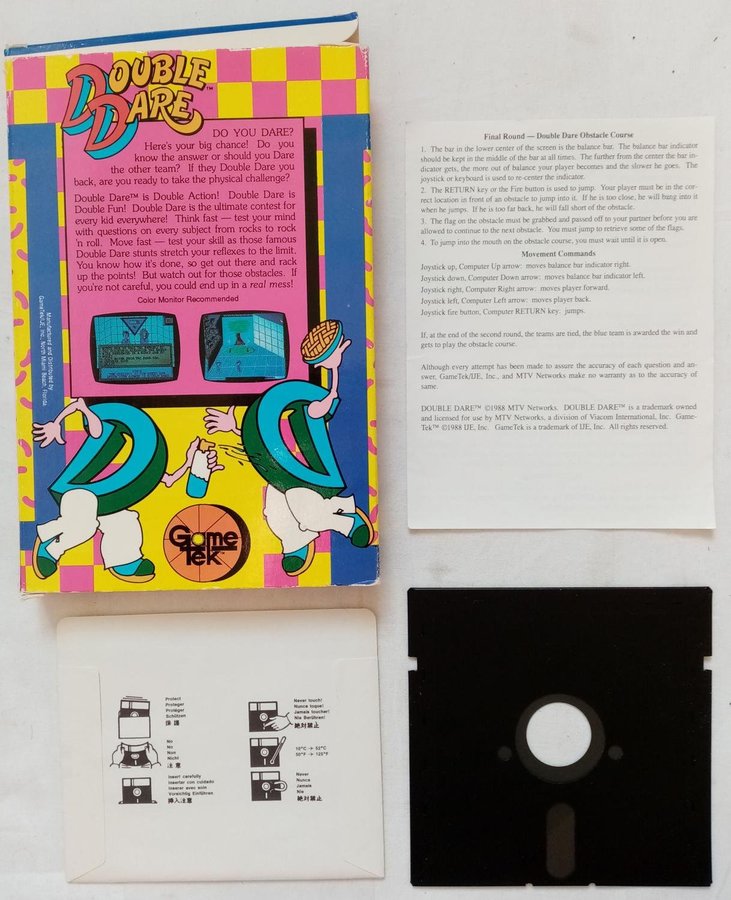 DOUBLE
DARE™
DO YOU DARE?
Here's your big chance! Do you
know the answer or should you Dare
the other team? If they Double Dare you
back, are you ready to take the physical challenge?
Double Dare™ is Double Action! Double Dare is
Double Fun! Double Dare is the ultimate contest for
every kid everywhere! Think fast — test your mind
with questions on every subject from rocks to rock
'n roll. Move fast — test your skill as those famous
Double Dare stunts stretch your reflexes to the limit.
You know how it's done, so get out there and rack
up the points! But watch out for those obstacles. If
you're not careful, you could end up in a real mess!
Color Monitor Recommended
Manufactured and Distributed by
GameTek/IJE, Inc., North Miami Beach, Florida
Game
Tek™
Final Round — Double Dare Obstacle Course
1. The bar in the lower center of the screen is the balance bar. The balance bar indicator
should be kept in the middle of the bar at all times. The further from the center the bar in-
dicator gets, the more out of balance your player becomes and the slower he goes. The
joystick or keyboard is used to re-center the indicator.
2. The RETURN key or the Fire button is used to jump. Your player must be in the cor-
rect location in front of an obstacle to jump into it. If he is too close, he will bump into it
when he jumps. If he is too far back, he will fall short of the obstacle.
3. The flag on the obstacle must be grabbed and passed off to your partner before you are
allowed to continue to the next obstacle. You must jump to retrieve some of the flags.
4. To jump into the mouth on the obstacle course, you must wait until it is open.
Movement Commands
Joystick up, Computer Up arrow: moves balance bar indicator right.
Joystick down, Computer Down arrow: moves balance bar indicator left.
Joystick right, Computer Right arrow: moves player forward.
Joystick left, Computer Left arrow: moves player back.
Joystick fire button, Computer RETURN key: jumps.
If, at the end of the second round, the teams are tied, the blue team is awarded the win and
gets to play the obstacle course.
Although every attempt has been made to assure the accuracy of each question and an-
swer, GameTek/IJE, Inc., and MTV Networks make no warranty as to the accuracy of
same.
DOUBLE DARE™ ©1988 MTV Networks. DOUBLE DARE™ is a trademark owned
and licensed for use by MTV Networks, a division of Viacom International, Inc. Game-
Tek™ ©1988 IJE, Inc. GameTek is a trademark of IJE, Inc. All rights reserved.
Protect
Proteger
Protéger
Schützen
保護
No
No
Non
Nicht
注意
Insert carefully
Insertar con cuidado
Inserer avec soin
Vorsichtig Einführen
挿入注意
Never touch!
Nunca toque!
Jamais toucher!
Nie Berühren!
絶対禁止
10°C → 52°C
50°F → 125°F
Never
Nunca
Jamais
Nie
絶対禁止